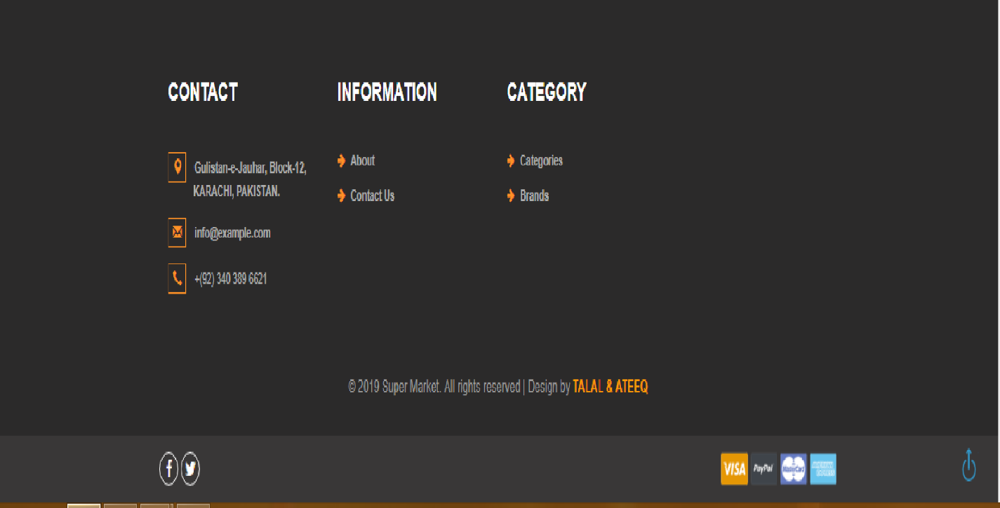 CONTACT
Gulistan-e-Jauhar, Block-12,
KARACHI, PAKISTAN.
info@example.com
+(92) 340 389 6621
INFORMATION
About
Contact Us
CATEGORY
Categories
Brands
© 2019 Super Market. All rights reserved | Design by TALAL & ATEEQ
VISA
PayPal
MasterCard
AMERICAN EXPRESS